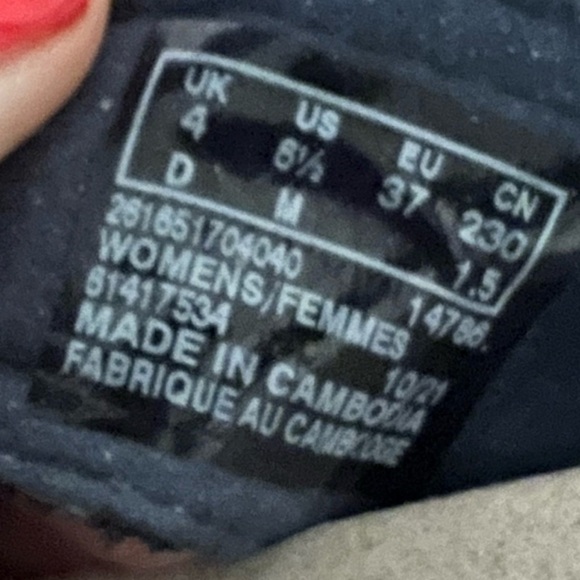 UK US EU CN
4 6½ 37 230
D M 1.5
261651704040 14786.
WOMENS/FEMMES
61417534 10/21
MADE IN CAMBODIA
FABRIQUE AU CAMBODGE